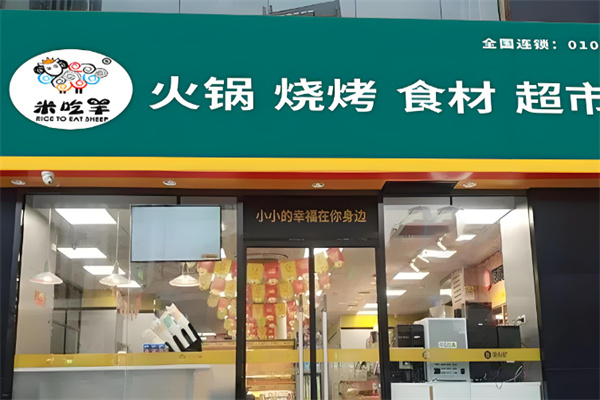 全国连锁：010
®
米吃羊
RICE TO EAT SHEEP
火锅 烧烤 食材 超市
小小的幸福在你身边